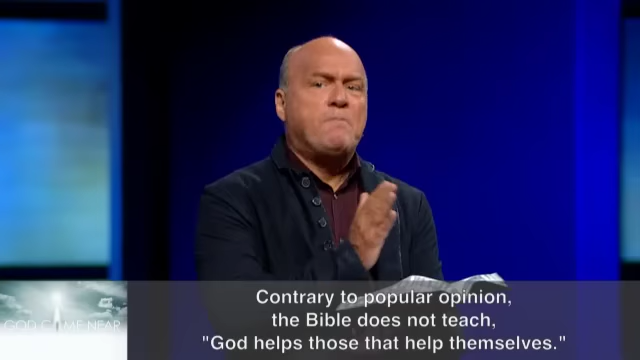 GOD CAME NEAR
Contrary to popular opinion,
the Bible does not teach,
"God helps those that help themselves."